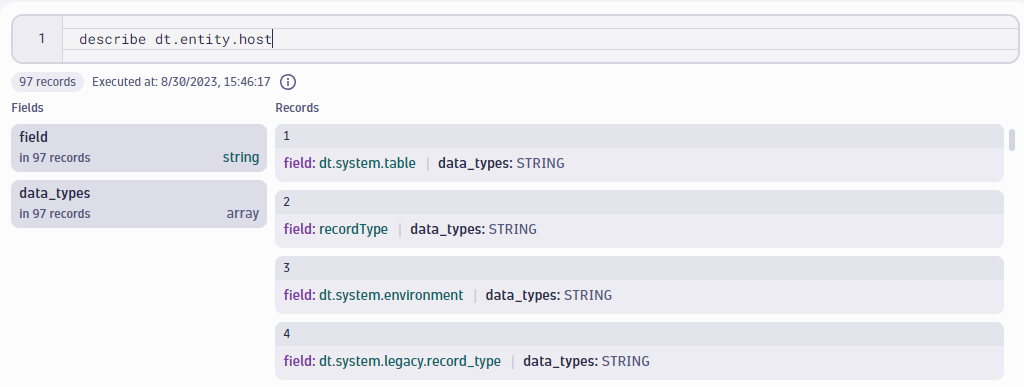 1 describe dt.entity.host
97 records Executed at: 8/30/2023, 15:46:17
Fields Records
field
in 97 records string
data_types
in 97 records array
1
field: dt.system.table | data_types: STRING
2
field: recordType | data_types: STRING
3
field: dt.system.environment | data_types: STRING
4
field: dt.system.legacy.record_type | data_types: STRING